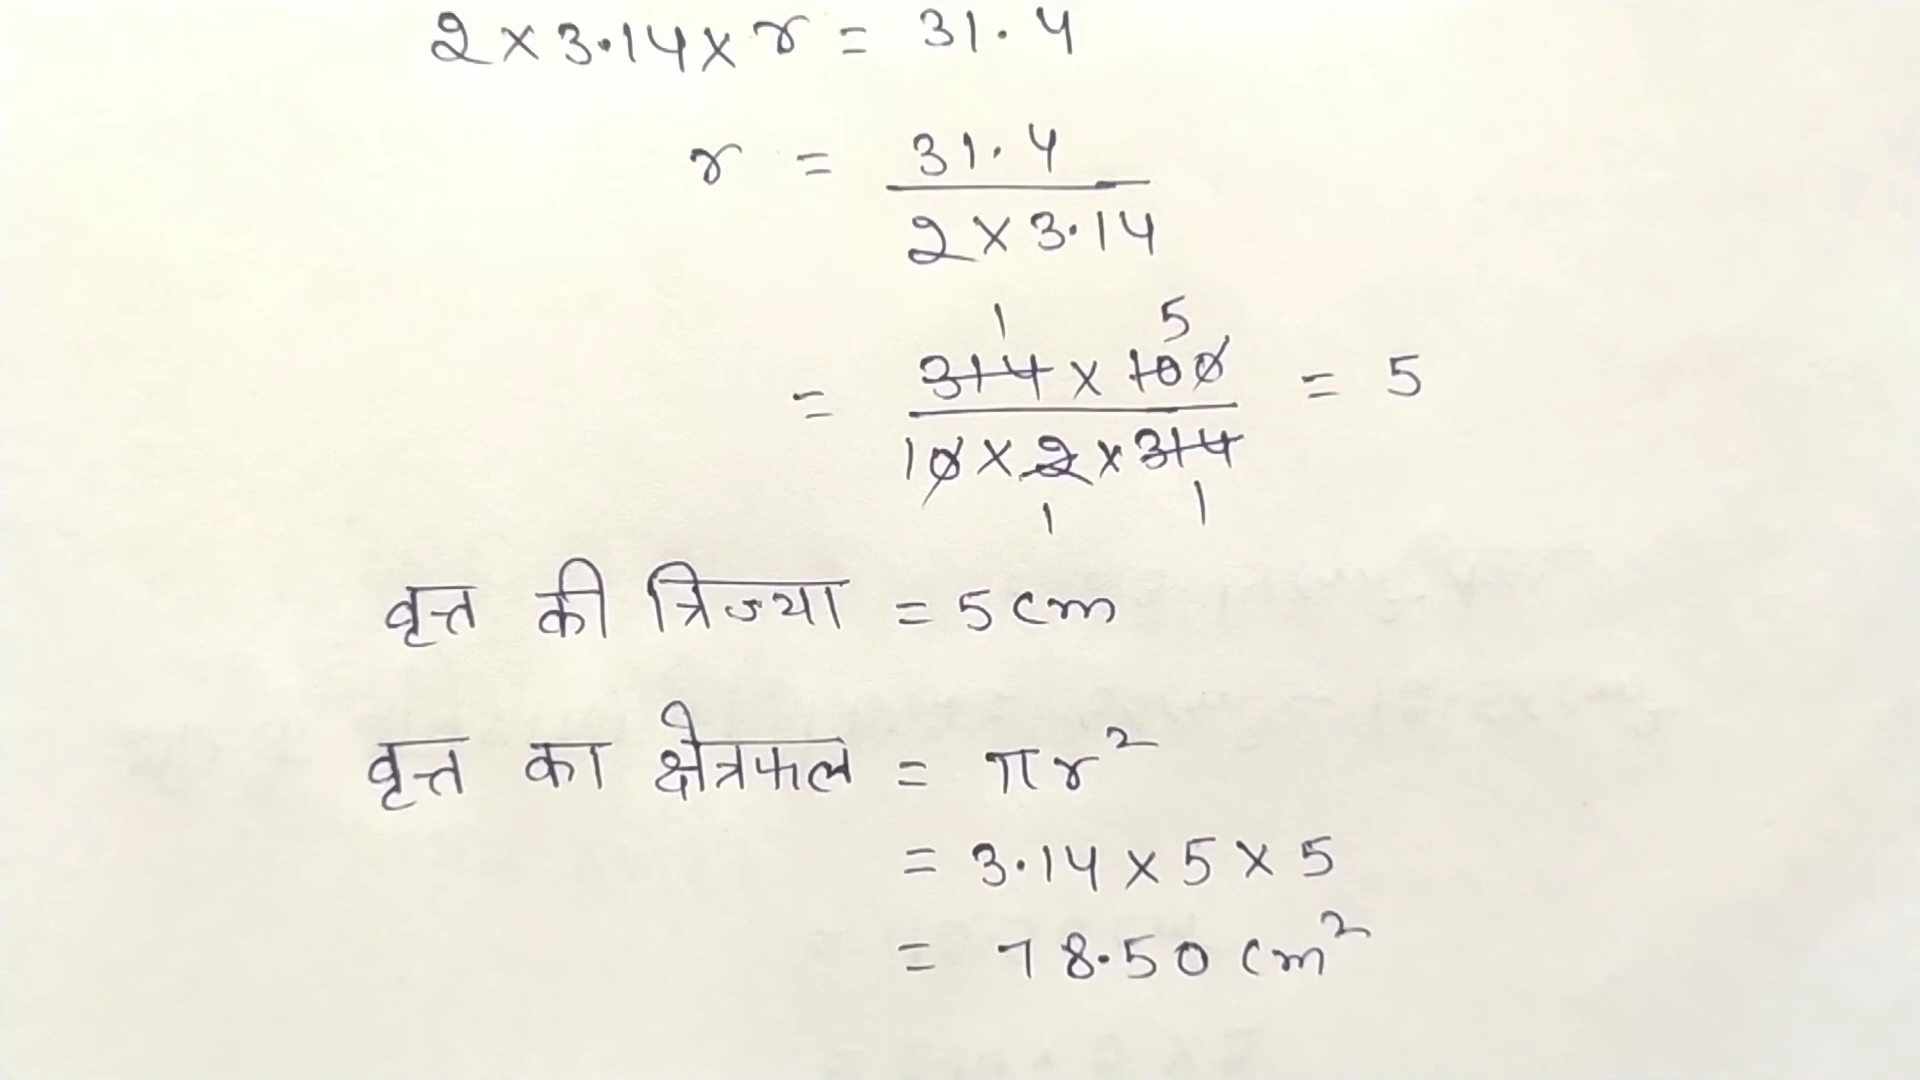 2 × 3.14 × r = 31.4
r = 31.4
2 × 3.14
1 5
= 314 × 100 = 5
10 × 2 × 314
1 1
वृत्त की त्रिज्या = 5 cm
वृत्त का क्षेत्रफल = πr²
= 3.14 × 5 × 5
= 78.50 cm²